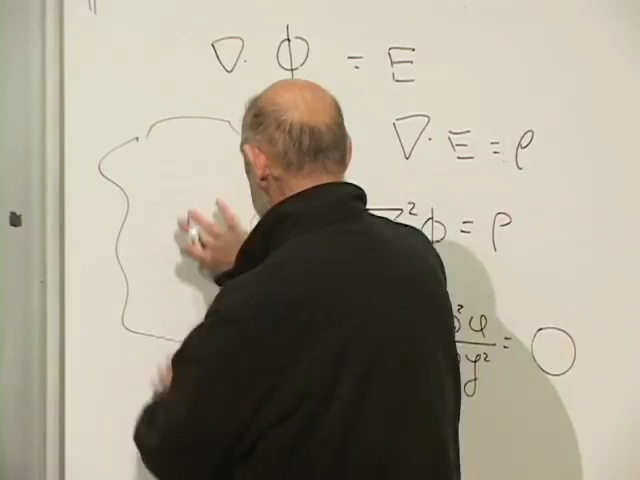 ∇· ϕ = E
∇· E = ρ
∇²ϕ = ρ
²φ
y² = 0